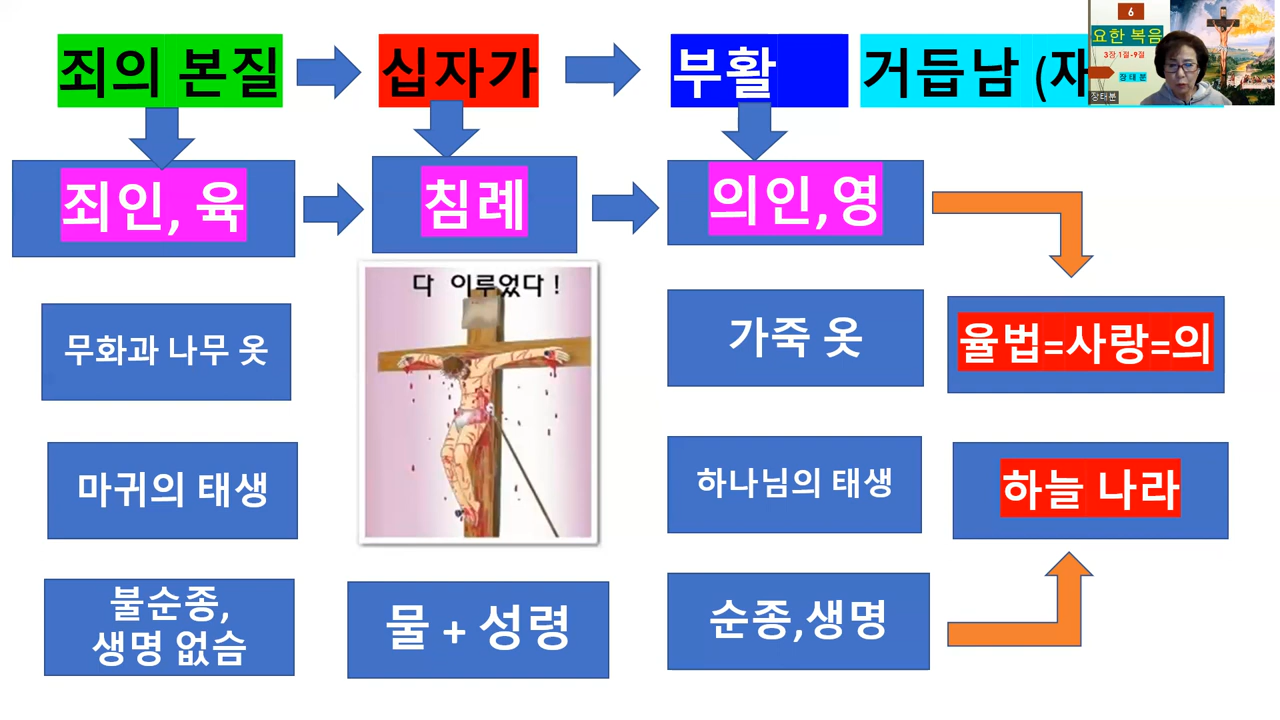 죄의 본질
십자가
부활
거듭남 (재
6
요한 복음
3장 1절-9절
장 태 분
장태분
죄인, 육
침례
의인,영
다 이루었다 !
무화과 나무 옷
가죽 옷
율법=사랑=의
마귀의 태생
하나님의 태생
하늘 나라
불순종,
생명 없슴
물 + 성령
순종,생명